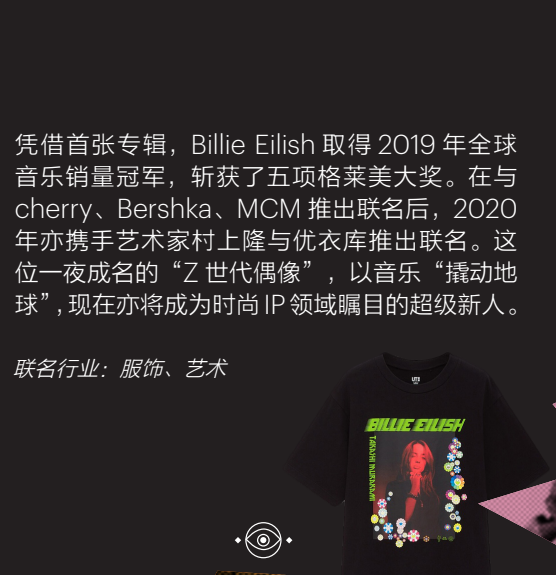 凭借首张专辑，Billie Eilish 取得 2019 年全球
音乐销量冠军，斩获了五项格莱美大奖。在与
cherry、Bershka、MCM 推出联名后，2020
年亦携手艺术家村上隆与优衣库推出联名。这
位一夜成名的“Z 世代偶像”，以音乐“撬动地
球”，现在亦将成为时尚 IP 领域瞩目的超级新人。
联名行业：服饰、艺术
BILLIE EILISH
TAKASHI MURAKAMI